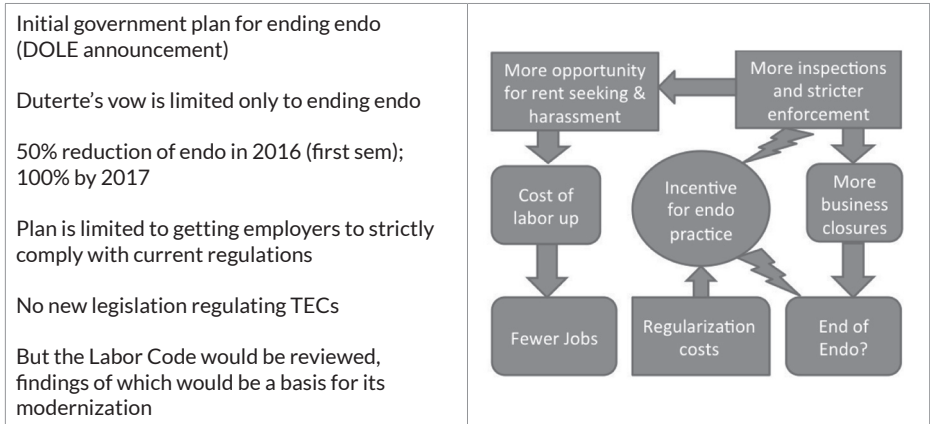 Initial government plan for ending endo
(DOLE announcement)
Duterte’s vow is limited only to ending endo
50% reduction of endo in 2016 (first sem);
100% by 2017
Plan is limited to getting employers to strictly
comply with current regulations
No new legislation regulating TECs
But the Labor Code would be reviewed,
findings of which would be a basis for its
modernization
More opportunity
for rent seeking &
harassment
More inspections
and stricter
enforcement
Cost of
labor up
Incentive
for endo
practice
More
business
closures
Fewer Jobs
Regularization
costs
End of
Endo?